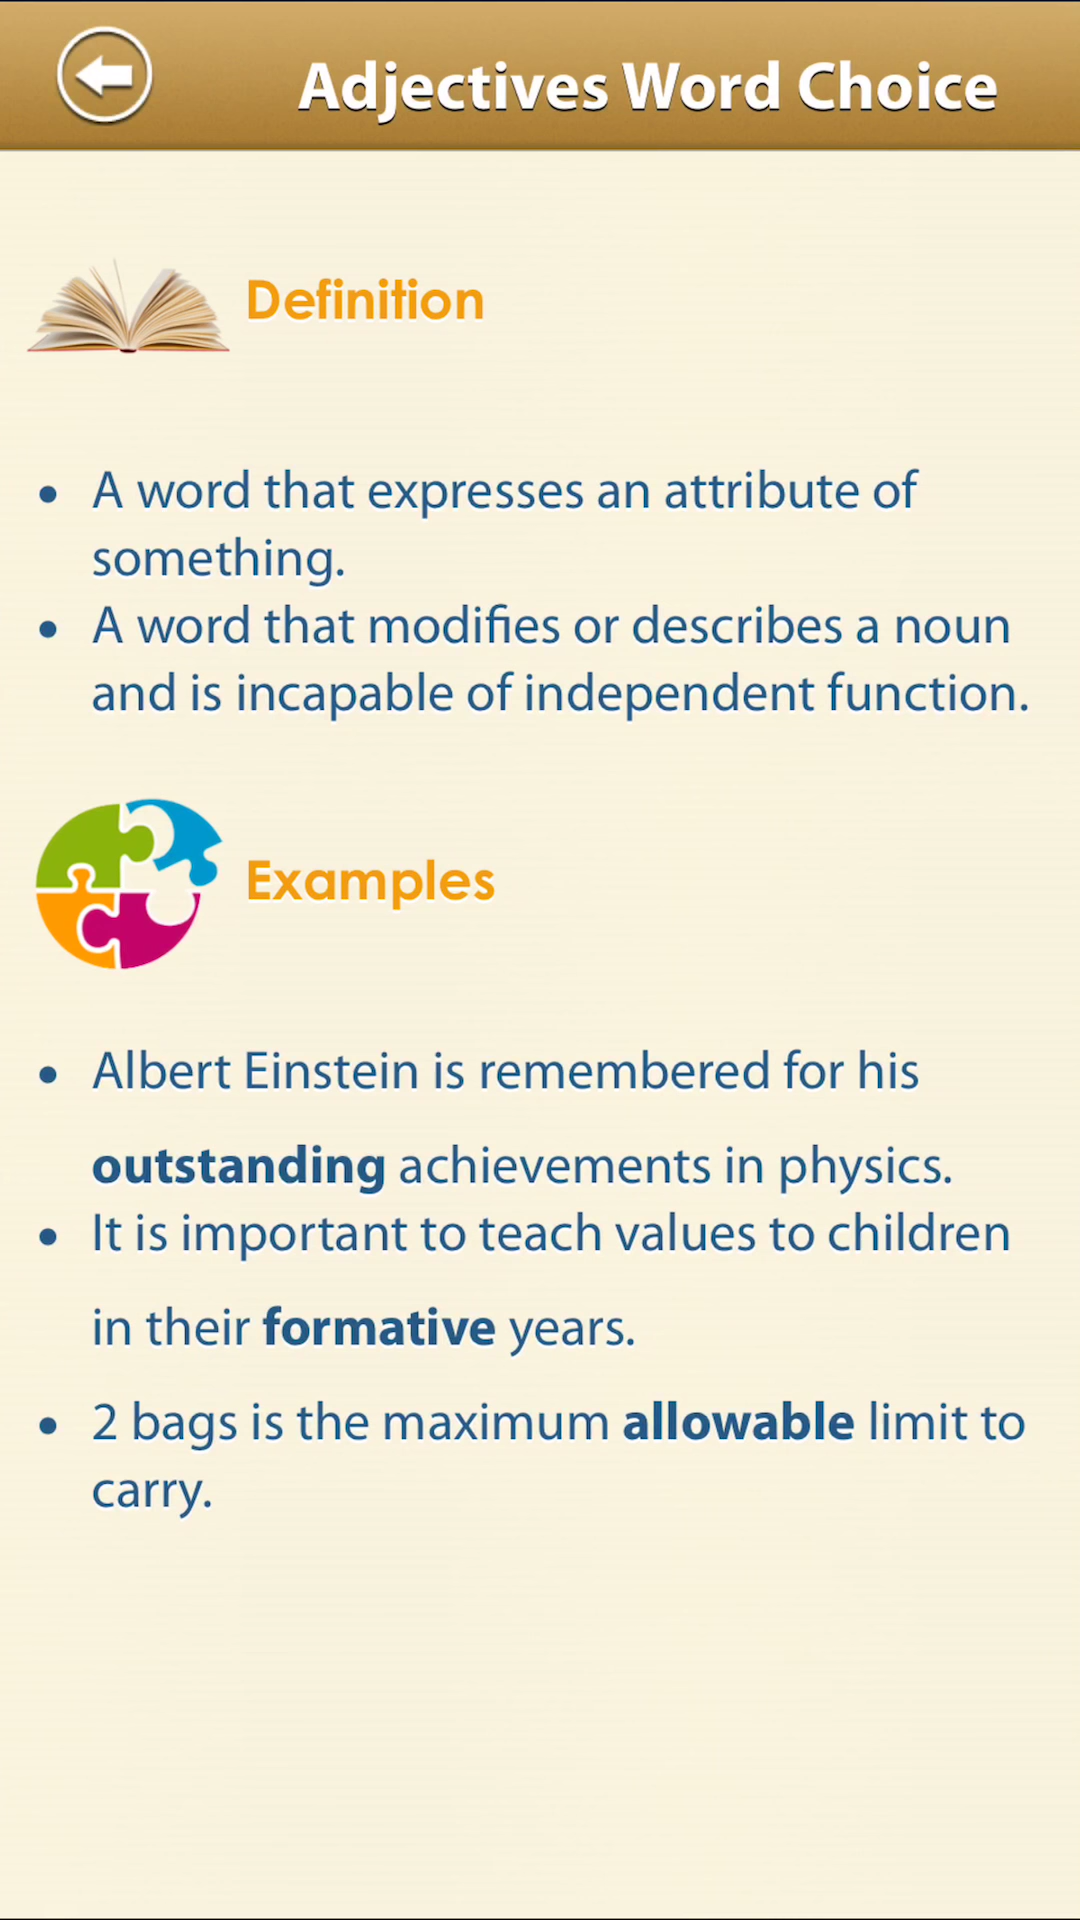 Adjectives Word Choice
Definition
• A word that expresses an attribute of
something.
• A word that modifies or describes a noun
and is incapable of independent function.
Examples
• Albert Einstein is remembered for his
outstanding achievements in physics.
• It is important to teach values to children
in their formative years.
• 2 bags is the maximum allowable limit to
carry.